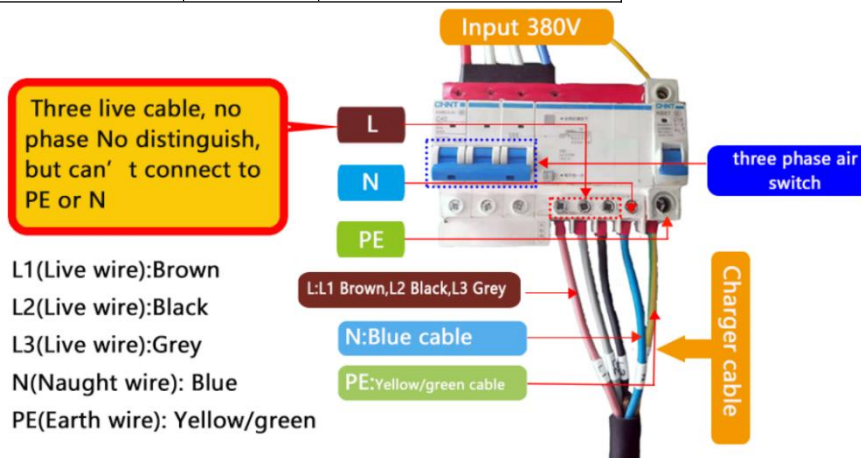 Input 380V
Three live cable, no
phase No distinguish,
but can' t connect to
PE or N
L
N
PE
three phase air
switch
CHNT
CHNT
L1(Live wire):Brown
L2(Live wire):Black
L3(Live wire):Grey
N(Naught wire): Blue
PE(Earth wire): Yellow/green
L:L1 Brown,L2 Black,L3 Grey
N:Blue cable
PE:Yellow/green cable
Charger cable